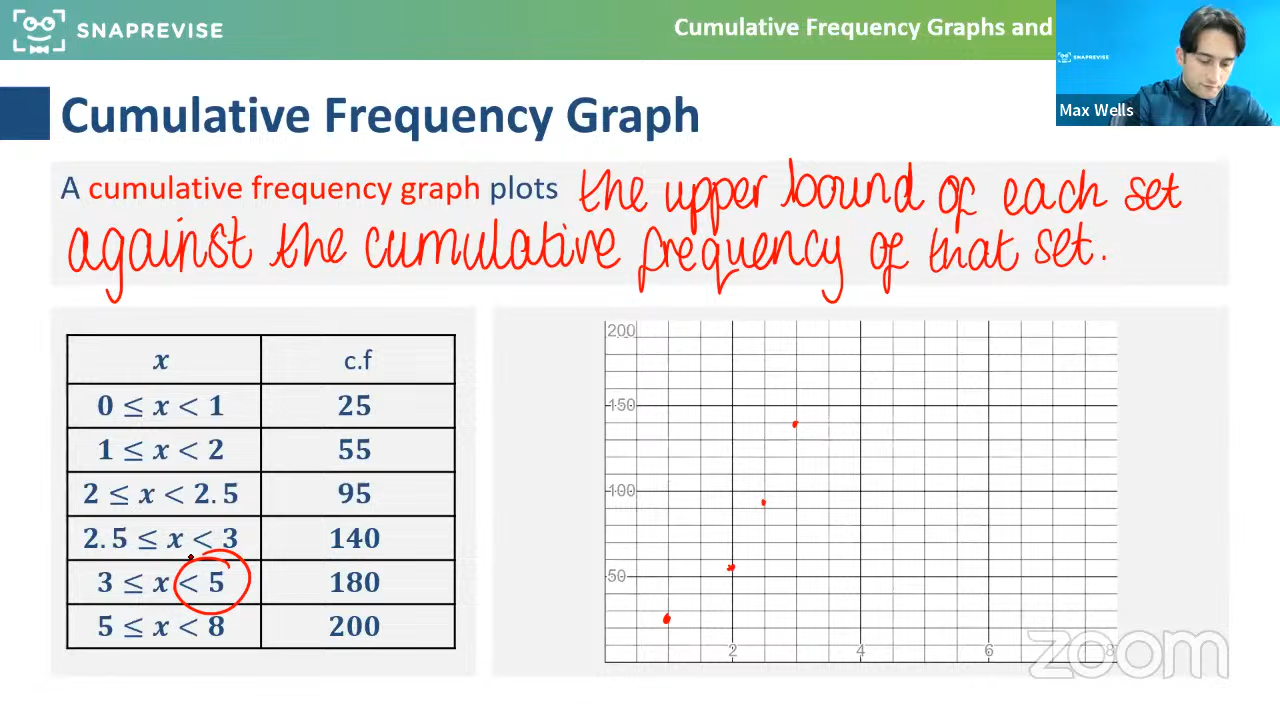 SNAPREVISE
Cumulative Frequency Graphs and
SNAPREVISE
Max Wells
Cumulative Frequency Graph
A cumulative frequency graph plots the upper bound of each set
against the cumulative frequency of that set.
x c.f
0 ≤ x < 1 25
1 ≤ x < 2 55
2 ≤ x < 2.5 95
2.5 ≤ x < 3 140
3 ≤ x < 5 180
5 ≤ x < 8 200
200
150
100
50
2 4 6 8
zoom